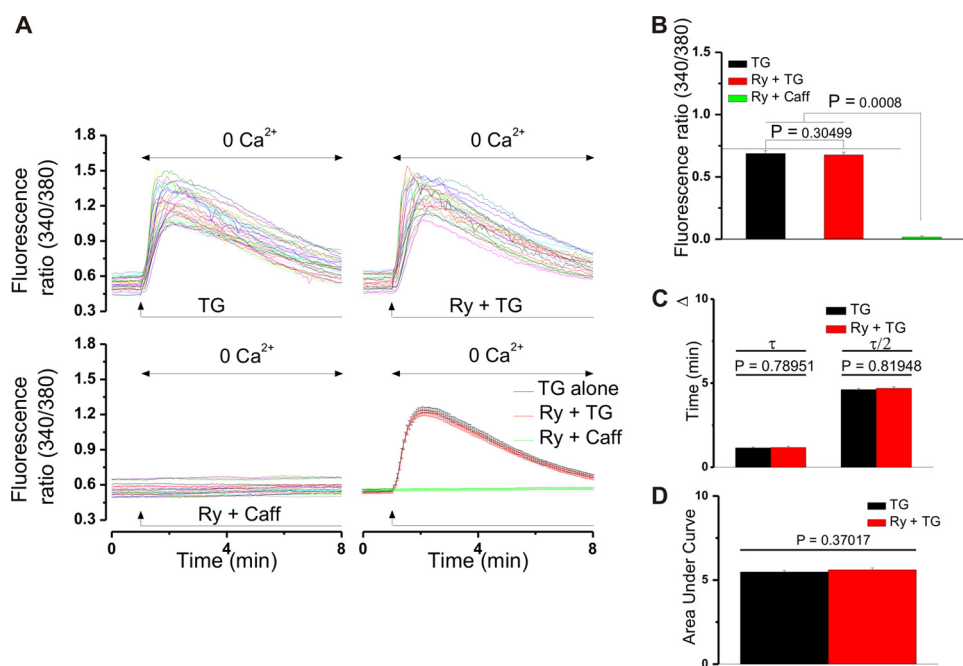 A
Fluorescence ratio (340/380)
1.8
1.5
1.2
0.9
0.6
0.3
0 Ca²⁺
TG
0 Ca²⁺
Ry + TG
Fluorescence ratio (340/380)
1.8
1.5
1.2
0.9
0.6
0.3
0 Ca²⁺
Ry + Caff
0 4 8
Time (min)
0 Ca²⁺
TG alone
Ry + TG
Ry + Caff
0 4 8
Time (min)
B
Δ Fluorescence ratio (340/380)
1.5
1.0
0.5
0.0
TG
Ry + TG
Ry + Caff
P = 0.0008
P = 0.30499
C
Time (min)
10
5
0
TG
Ry + TG
τ
P = 0.78951
τ/2
P = 0.81948
D
Area Under Curve
10
5
0
TG
Ry + TG
P = 0.37017